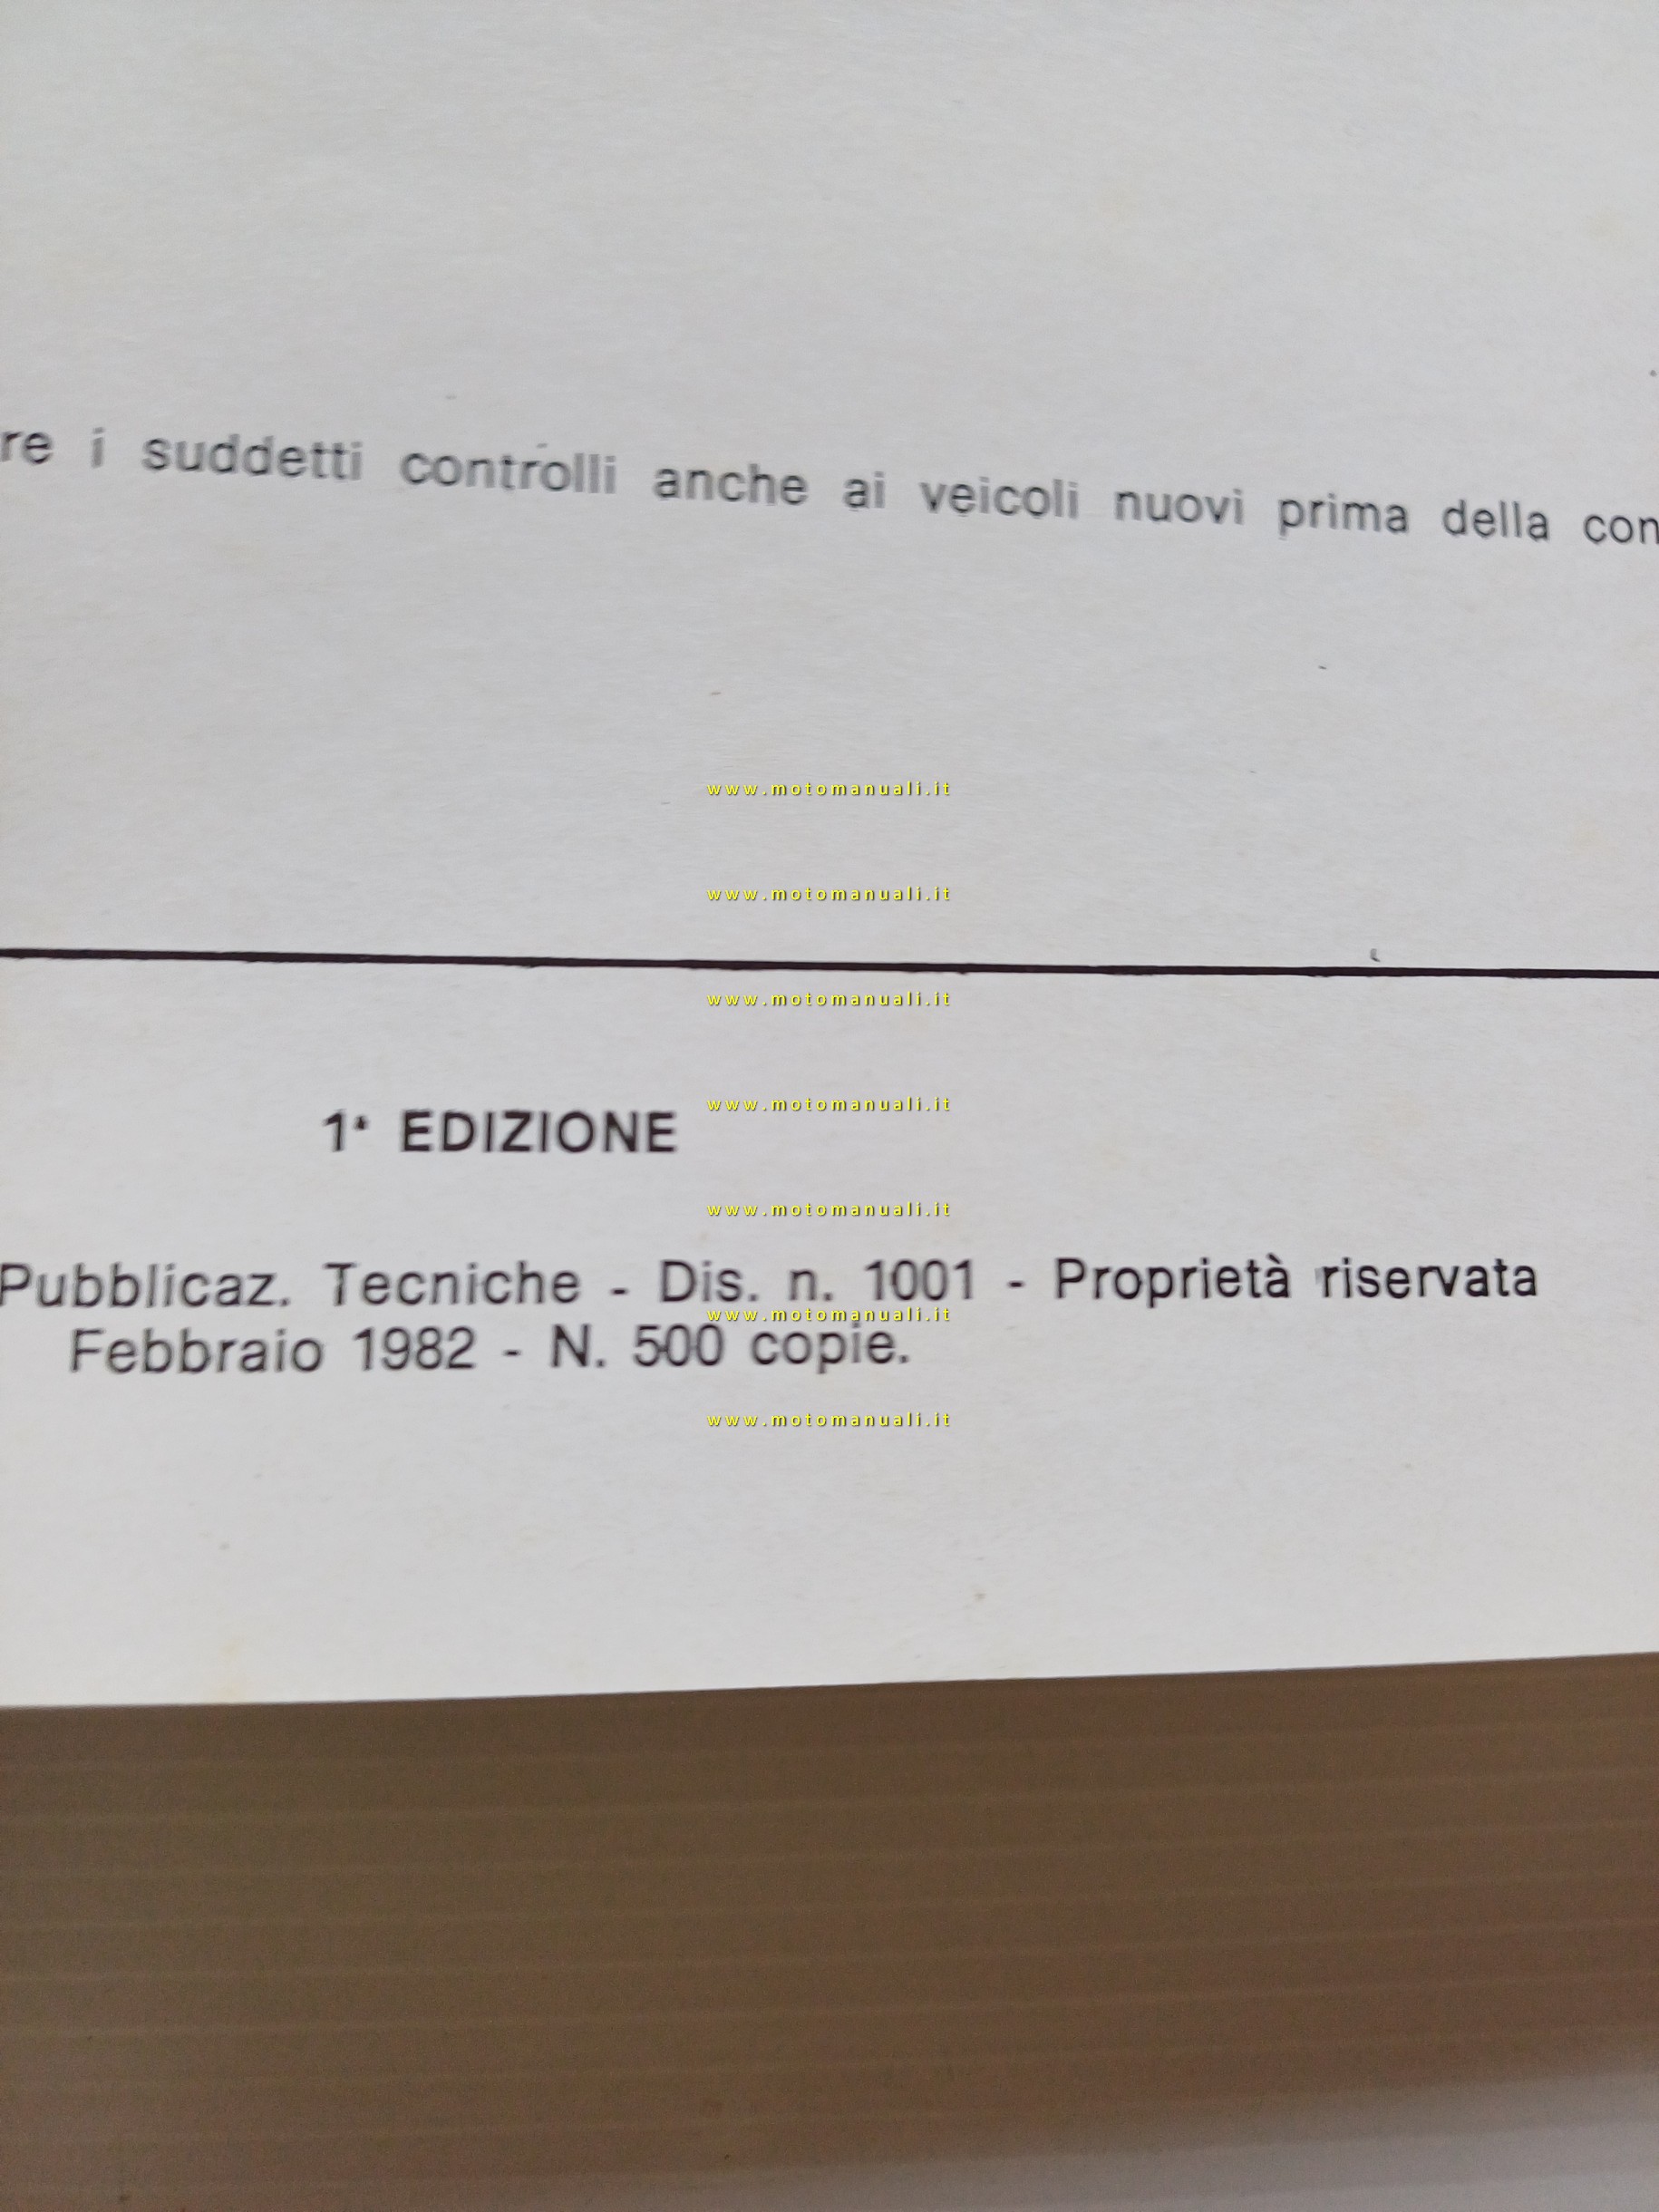 re i suddetti controlli anche ai veicoli nuovi prima della con
www.motomanuali.it
www.motomanuali.it
www.motomanuali.it
www.motomanuali.it
1ª EDIZIONE
www.motomanuali.it
Pubblicaz. Tecniche - Dis. n. 1001 - Proprietà riservata
www.motomanuali.it
Febbraio 1982 - N. 500 copie.
www.motomanuali.it